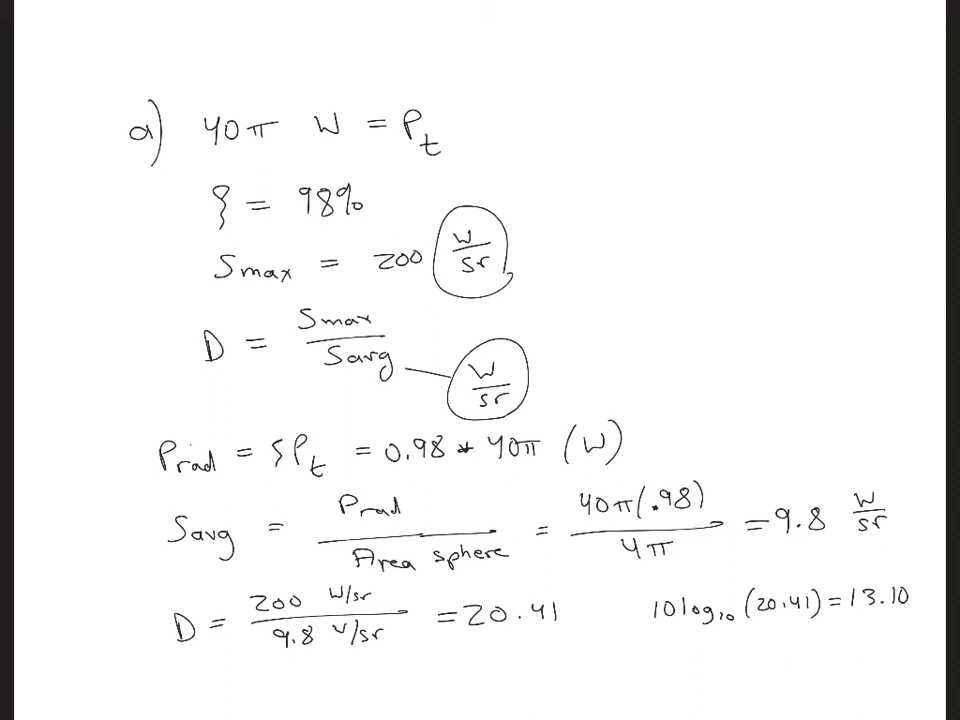 a) 40π W = Pt
ξ = 98%
Smax = 200 W/sr
D = Smax/Savg — W/sr
Prad = ξPt = 0.98 * 40π (W)
Savg = Prad/Area sphere = 40π(.98)/4π = 9.8 W/sr
D = 200 W/sr / 9.8 W/sr = 20.41 10log10 (20.41) = 13.10